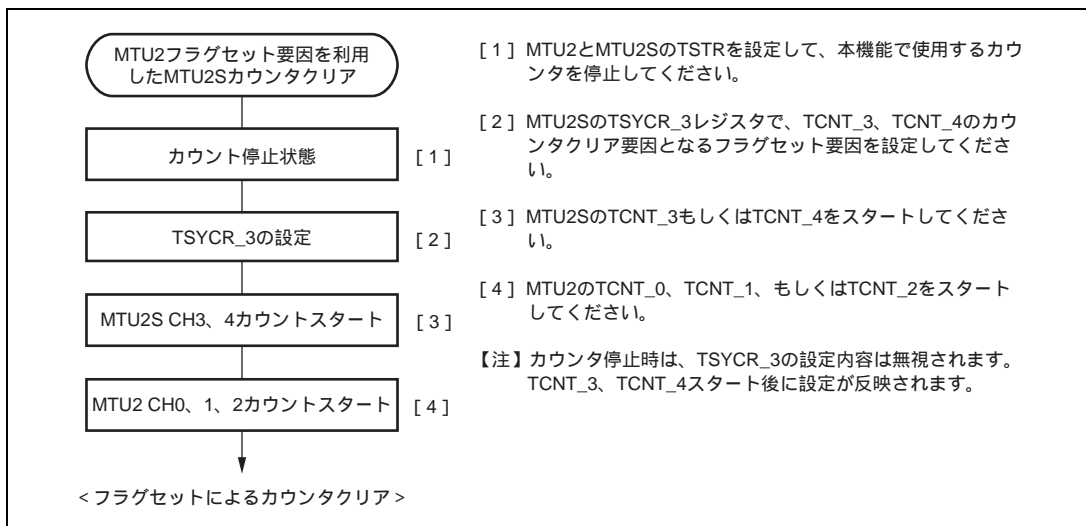 MTU2フラグセット要因を利用
したMTU2Sカウンタクリア
カウント停止状態
[ 1 ]
TSYCR_3の設定
[ 2 ]
MTU2S CH3、4カウントスタート
[ 3 ]
MTU2 CH0、1、2カウントスタート
[ 4 ]
< フラグセットによるカウンタクリア >
[ 1 ] MTU2とMTU2SのTSTRを設定して、本機能で使用するカウ
ンタを停止してください。
[ 2 ] MTU2SのTSYCR_3レジスタで、TCNT_3、TCNT_4のカウ
ンタクリア要因となるフラグセット要因を設定してくださ
い。
[ 3 ] MTU2SのTCNT_3もしくはTCNT_4をスタートしてくださ
い。
[ 4 ] MTU2のTCNT_0、TCNT_1、もしくはTCNT_2をスタート
してください。
【注】カウンタ停止時は、TSYCR_3の設定内容は無視されます。
TCNT_3、TCNT_4スタート後に設定が反映されます。